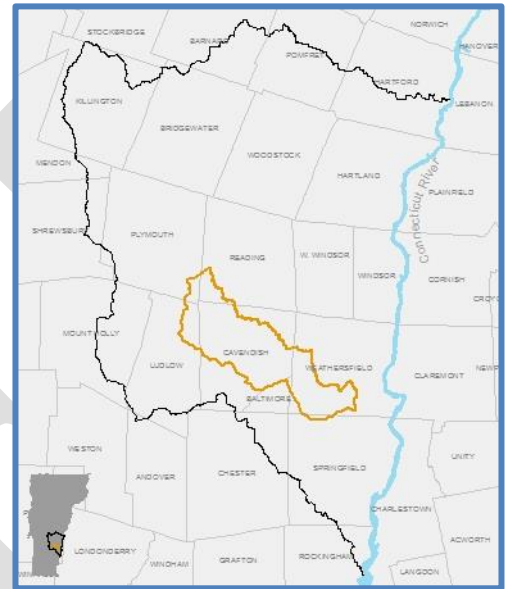 NORWICH
STOCKBRIDGE
BARNARD
HANOVER
POMFRET
HARTFORD
KILLINGTON
LEBANON
BRIDGEWATER
WOODSTOCK
MENDON
HARTLAND
PLAINFIELD
Connecticut River
SHREWSBURY
PLYMOUTH
READING
W. WINDSOR
WINDSOR
CORNISH
CROY
MOUNT HOLLY
CAVENDISH
LUDLOW
WEATHERSFIELD
CLAREMONT
NEWP
BALTIMORE
WESTON
ANDOVER
CHESTER
SPRINGFIELD
UNITY
CHARLESTOWN
LONDONDERRY
WINDHAM
GRAFTON
ROCKINGHAM
ACWORTH
LANGDON